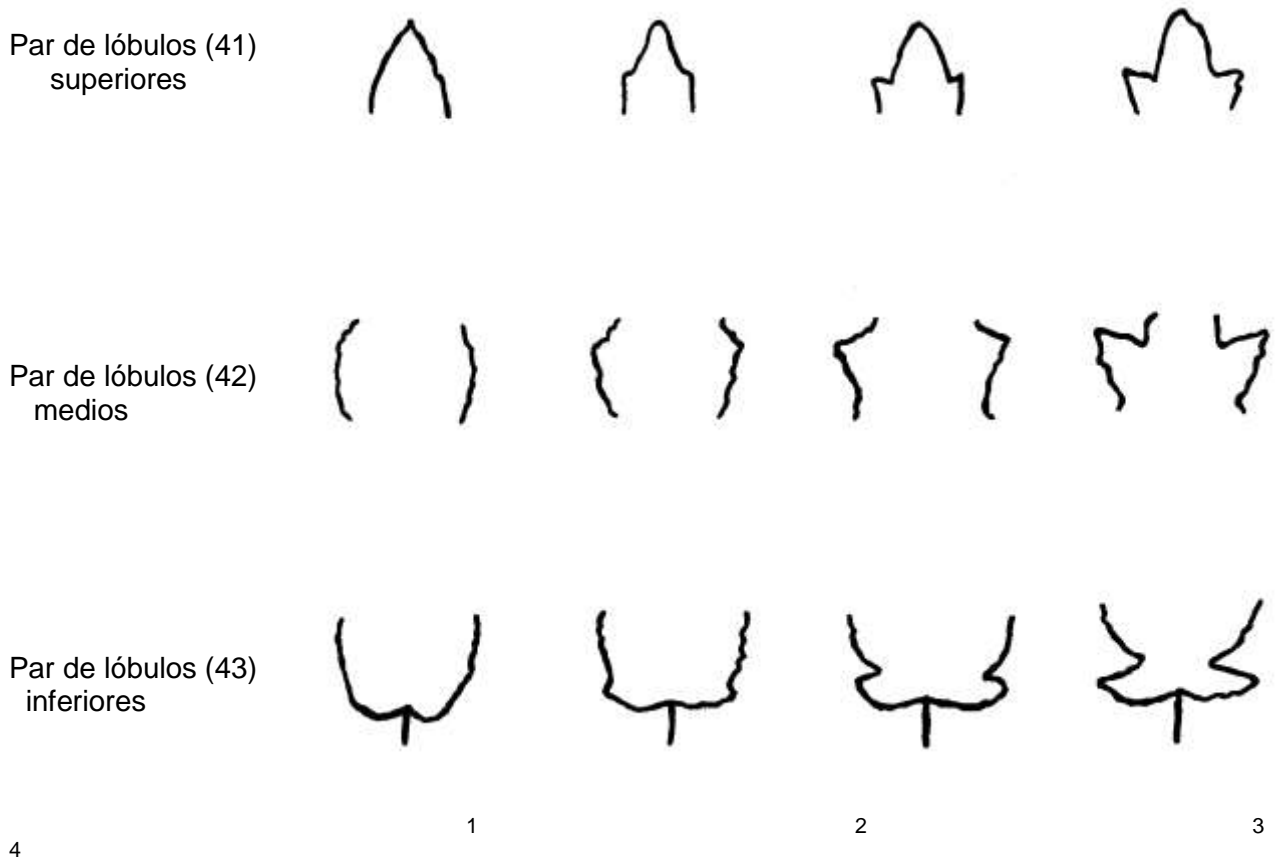 Par de lóbulos (41)
superiores
Par de lóbulos (42)
medios
Par de lóbulos (43)
inferiores
1 2 3
4